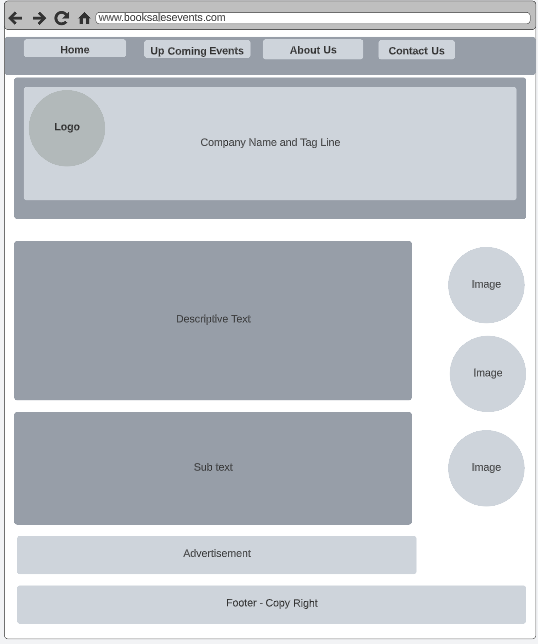 www.booksalesevents.com
Home
Up Coming Events
About Us
Contact Us
Logo
Company Name and Tag Line
Descriptive Text
Image
Image
Sub text
Image
Advertisement
Footer - Copy Right